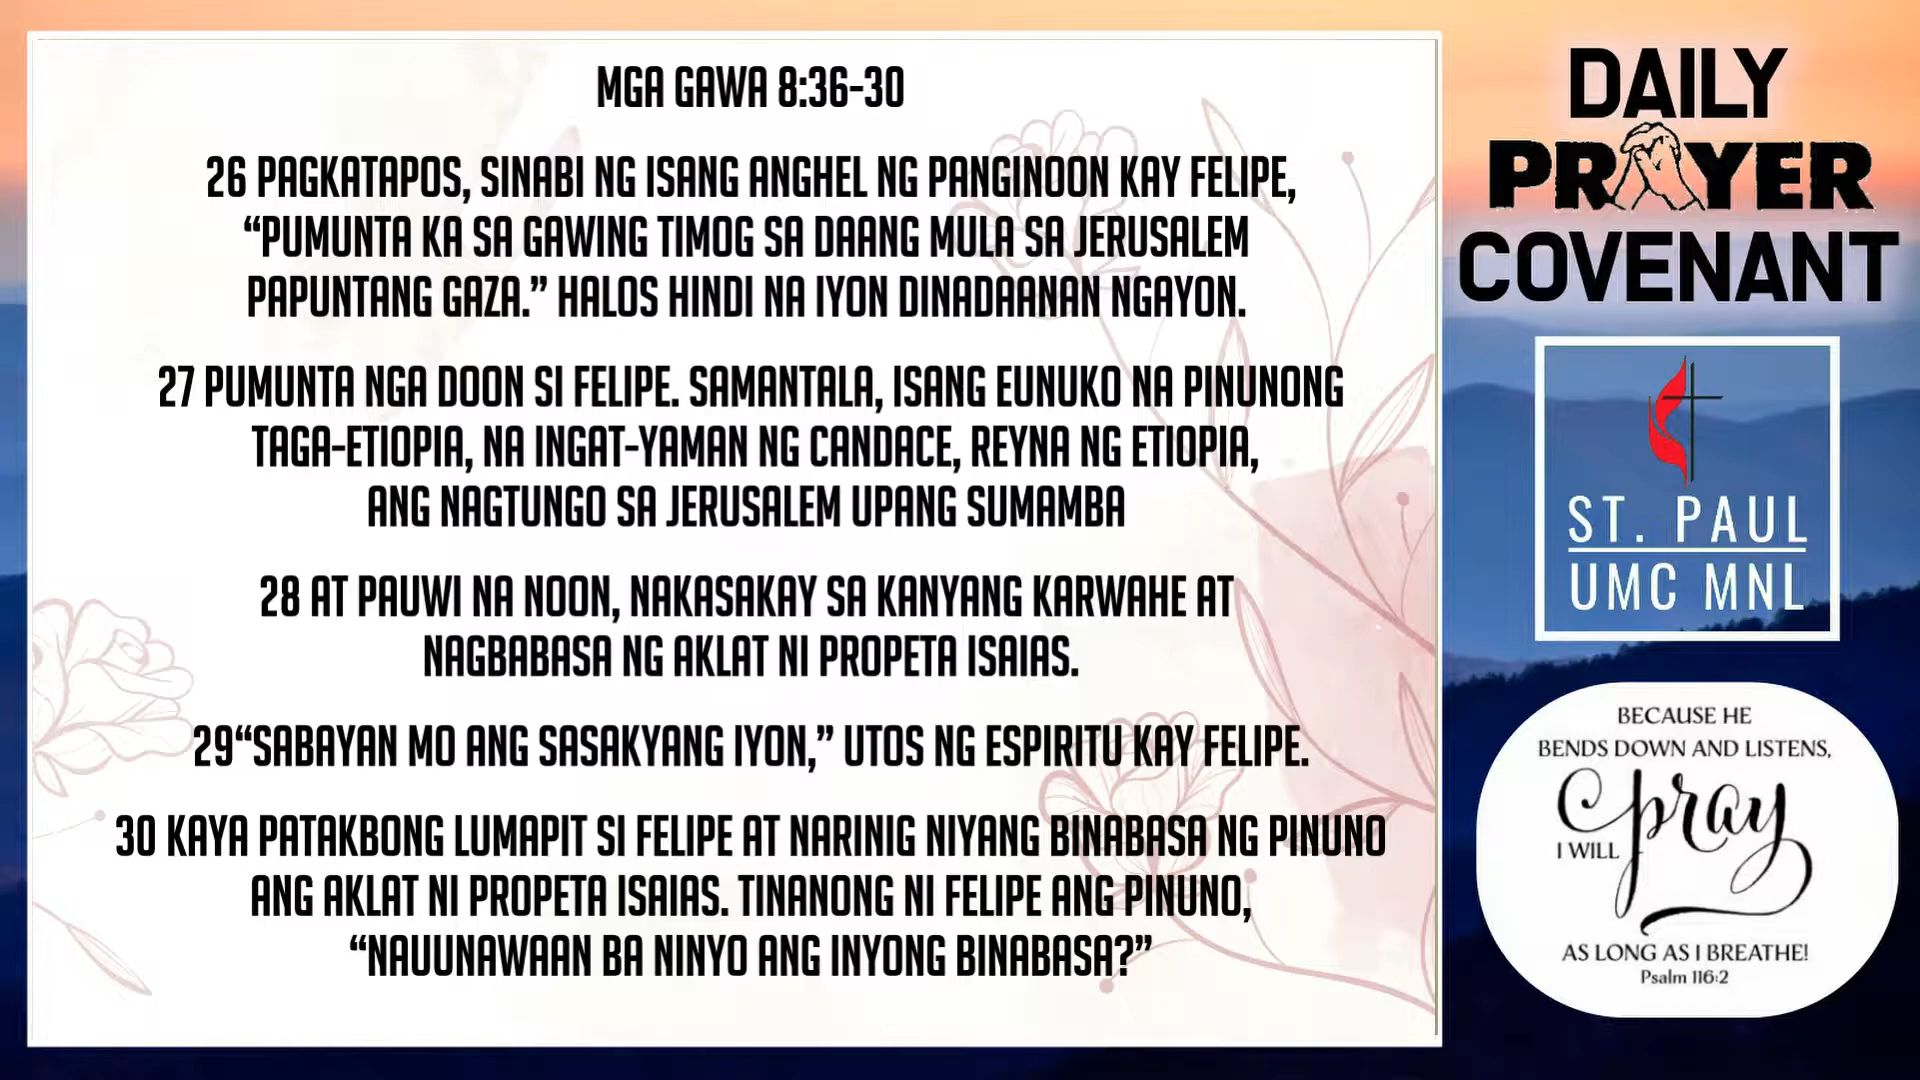 MGA GAWA 8:36-30
26 PAGKATAPOS, SINABI NG ISANG ANGHEL NG PANGINOON KAY FELIPE,
“PUMUNTA KA SA GAWING TIMOG SA DAANG MULA SA JERUSALEM
PAPUNTANG GAZA.” HALOS HINDI NA IYON DINADAANAN NGAYON.
27 PUMUNTA NGA DOON SI FELIPE. SAMANTALA, ISANG EUNUKO NA PINUNONG
TAGA-ETIOPIA, NA INGAT-YAMAN NG CANDACE, REYNA NG ETIOPIA,
ANG NAGTUNGO SA JERUSALEM UPANG SUMAMBA
28 AT PAUWI NA NOON, NAKASAKAY SA KANYANG KARWAHE AT
NAGBABASA NG AKLAT NI PROPETA ISAIAS.
29“SABAYAN MO ANG SASAKYANG IYON,” UTOS NG ESPIRITU KAY FELIPE.
30 KAYA PATAKBONG LUMAPIT SI FELIPE AT NARINIG NIYANG BINABASA NG PINUNO
ANG AKLAT NI PROPETA ISAIAS. TINANONG NI FELIPE ANG PINUNO,
“NAUUNAWAAN BA NINYO ANG INYONG BINABASA?”
DAILY
PRAYER
COVENANT
ST. PAUL
UMC MNL
BECAUSE HE
BENDS DOWN AND LISTENS,
I WILL pray
AS LONG AS I BREATHE!
Psalm 116:2